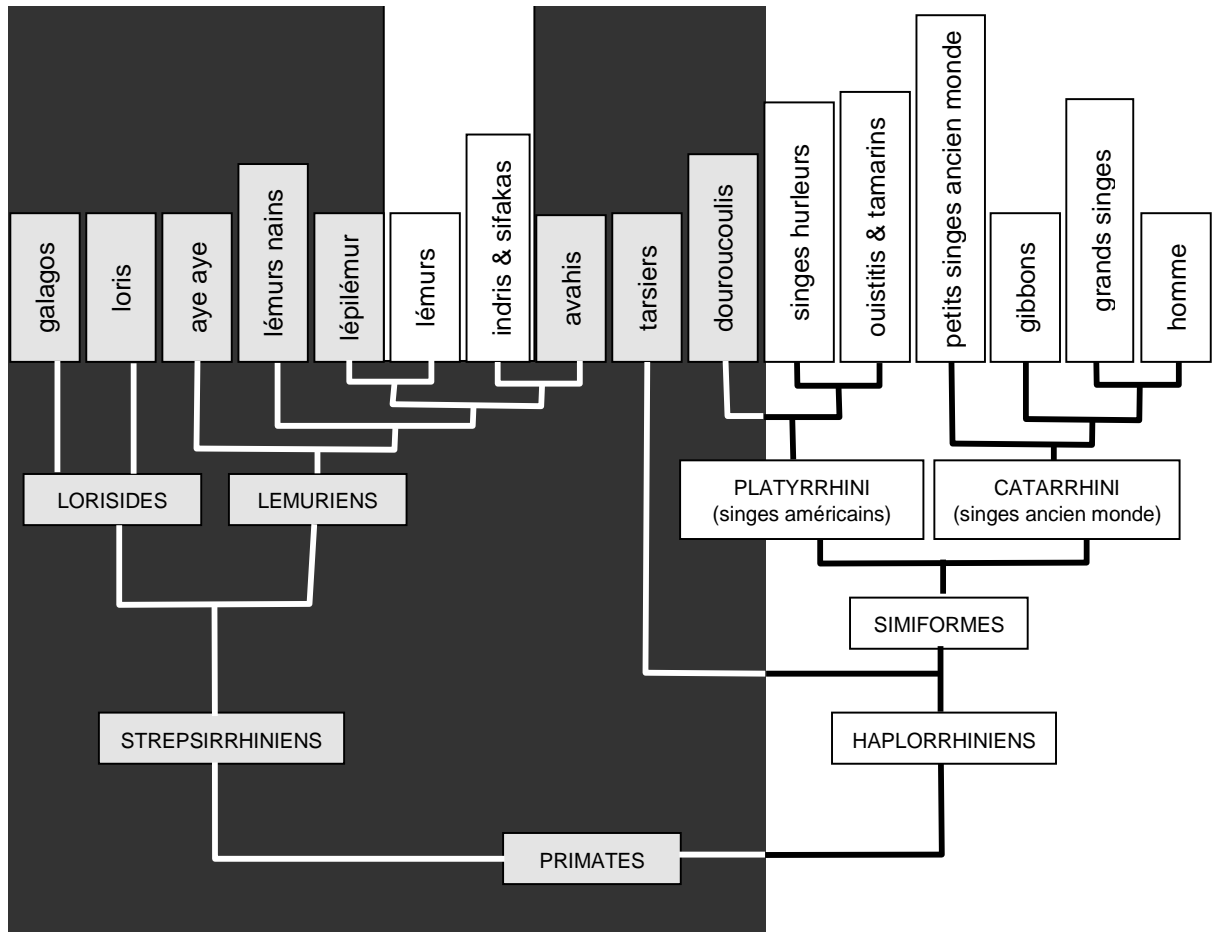 galagos
loris
aye aye
lémurs nains
lépilémur
lémurs
indris & sifakas
avahis
tarsiers
douroucoulis
singes hurleurs
ouistitis & tamarins
petits singes ancien monde
gibbons
grands singes
homme
LORISIDES
LEMURIENS
PLATYRRHINI
(singes américains)
CATARRHINI
(singes ancien monde)
SIMIFORMES
STREPSIRRHINIENS
HAPLORRHINIENS
PRIMATES